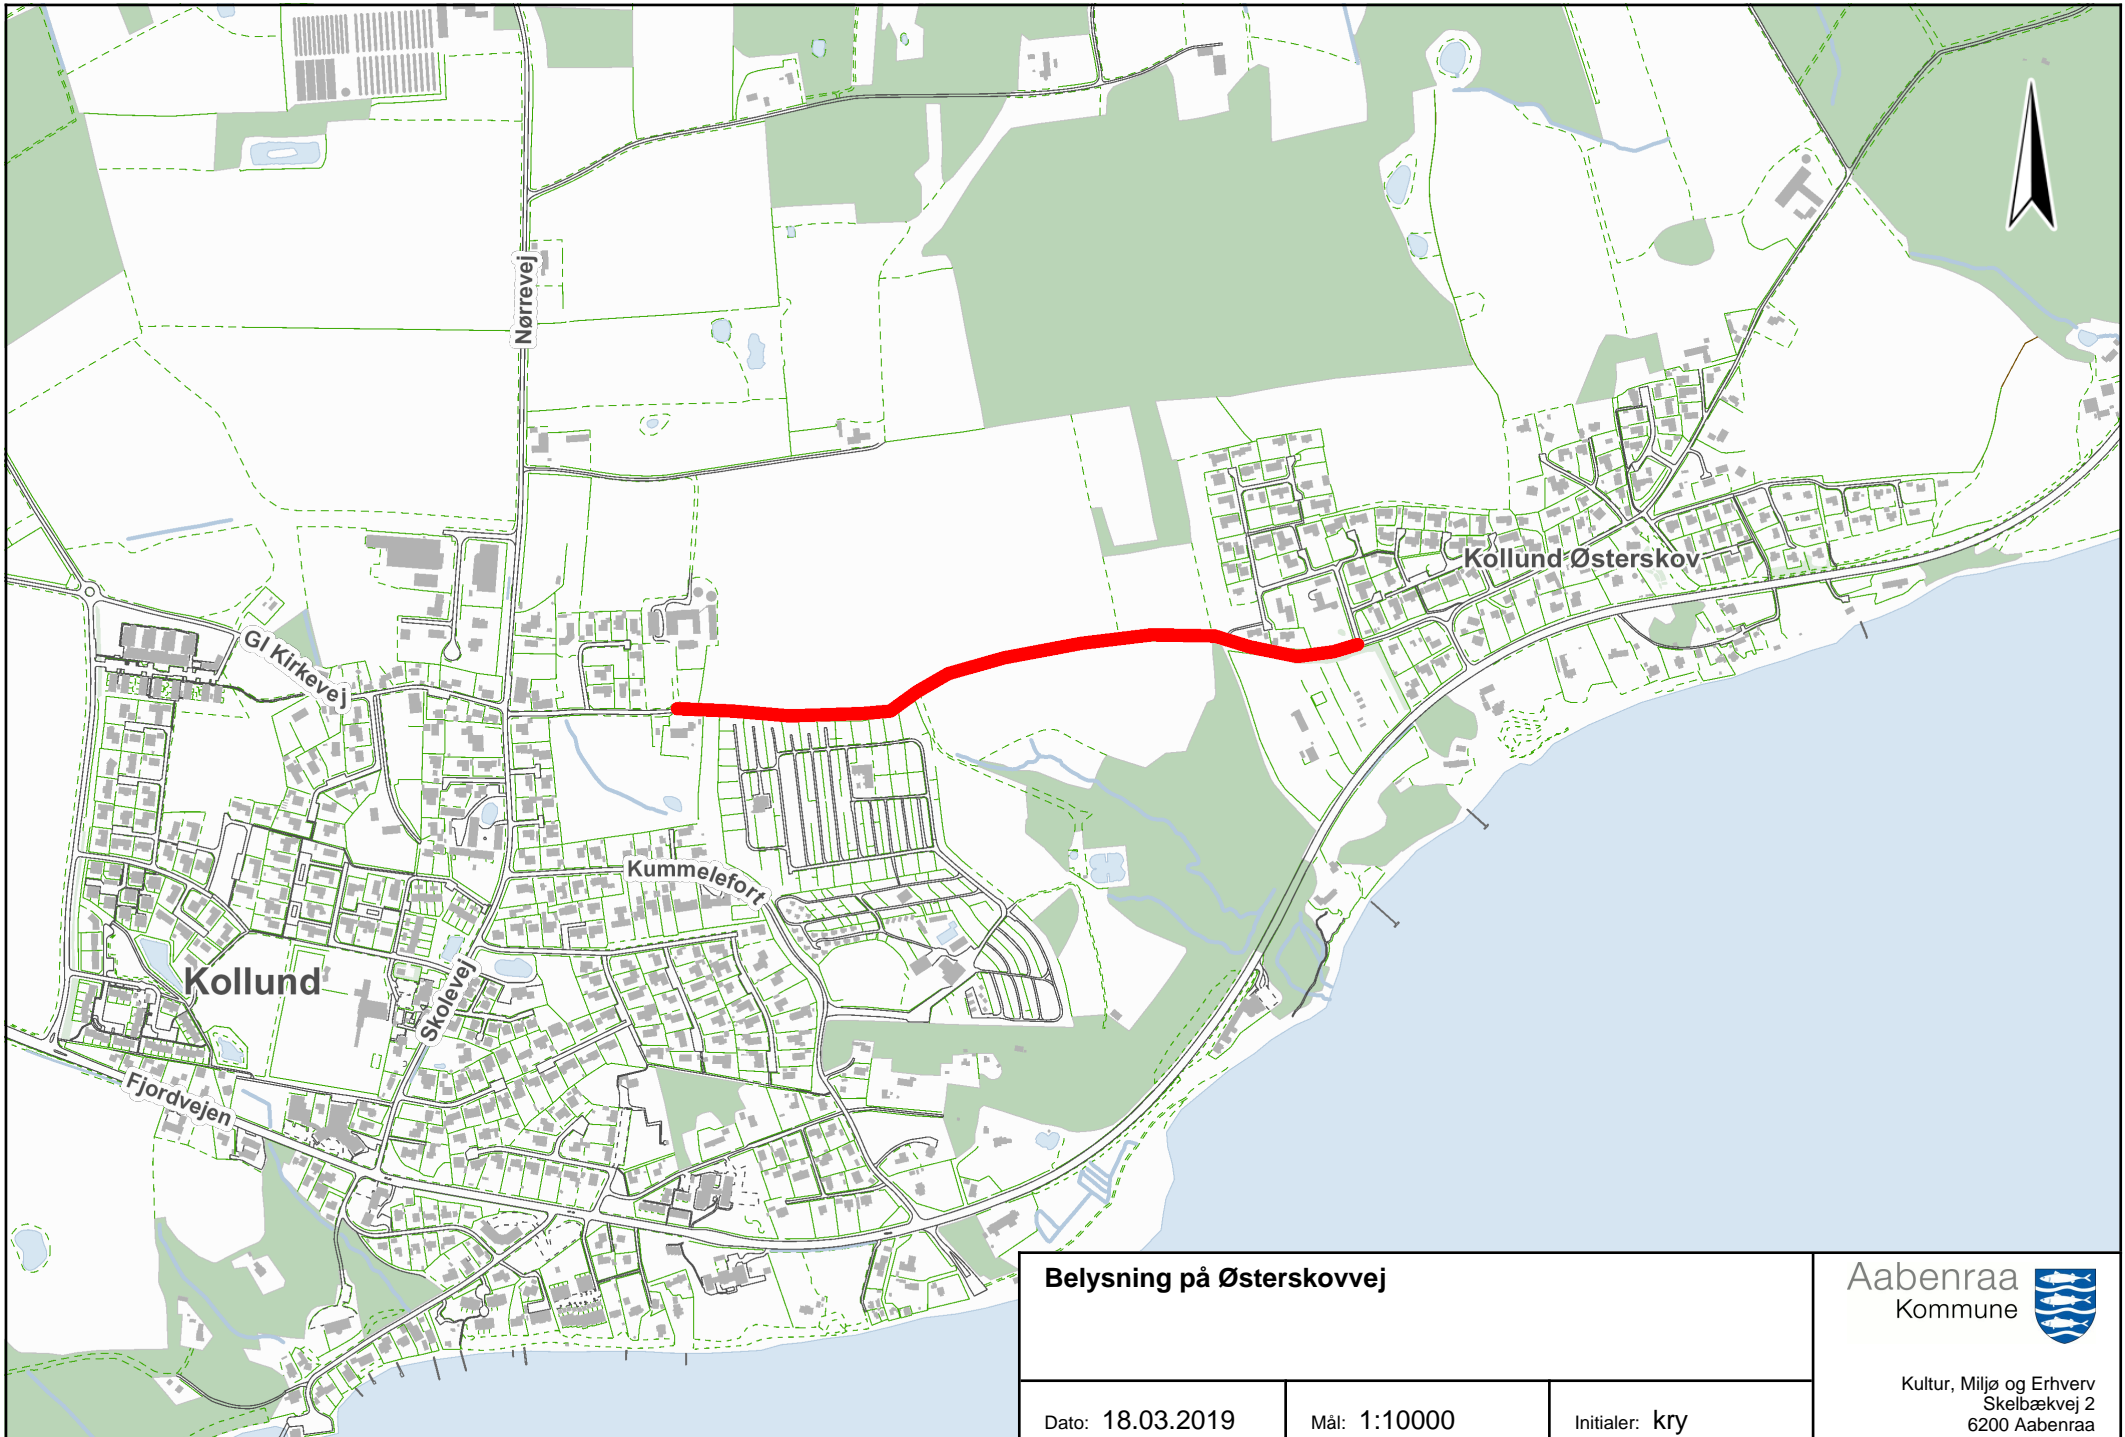 Nørrevej
Kollund Østerskov
Gl Kirkevej
Kummelefort
Kollund
Skolevej
Fjordvejen
Belysning på Østerskovvej
Dato: 18.03.2019
Mål: 1:10000
Initialer: kry
Aabenraa
Kommune
Kultur, Miljø og Erhverv
Skelbækvej 2
6200 Aabenraa